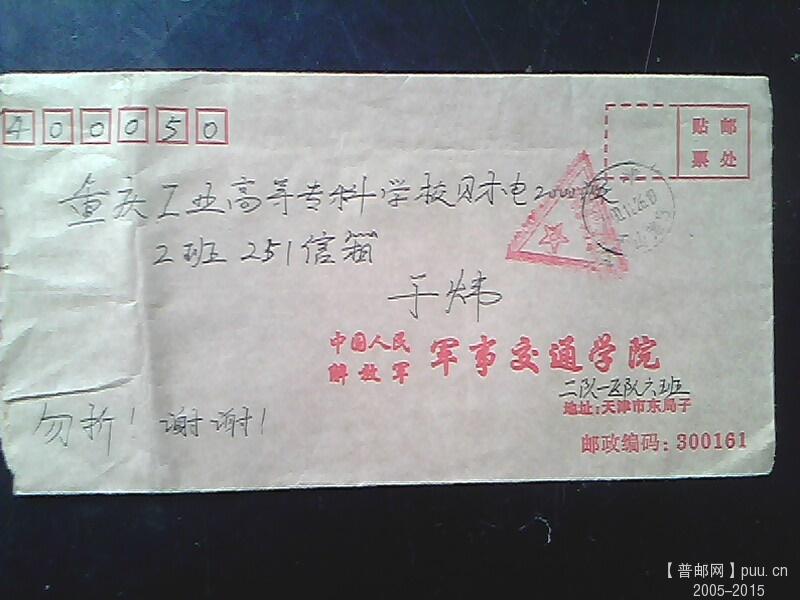 400050
贴邮
票处
重庆工业高等专科学校财电2000级
2班251信箱
于炜
中国人民
解放军
军事交通学院
二队一区队六班
地址:天津市东局子
邮政编码:300161
勿折!谢谢!
【普邮网】puu.cn
2005-2015